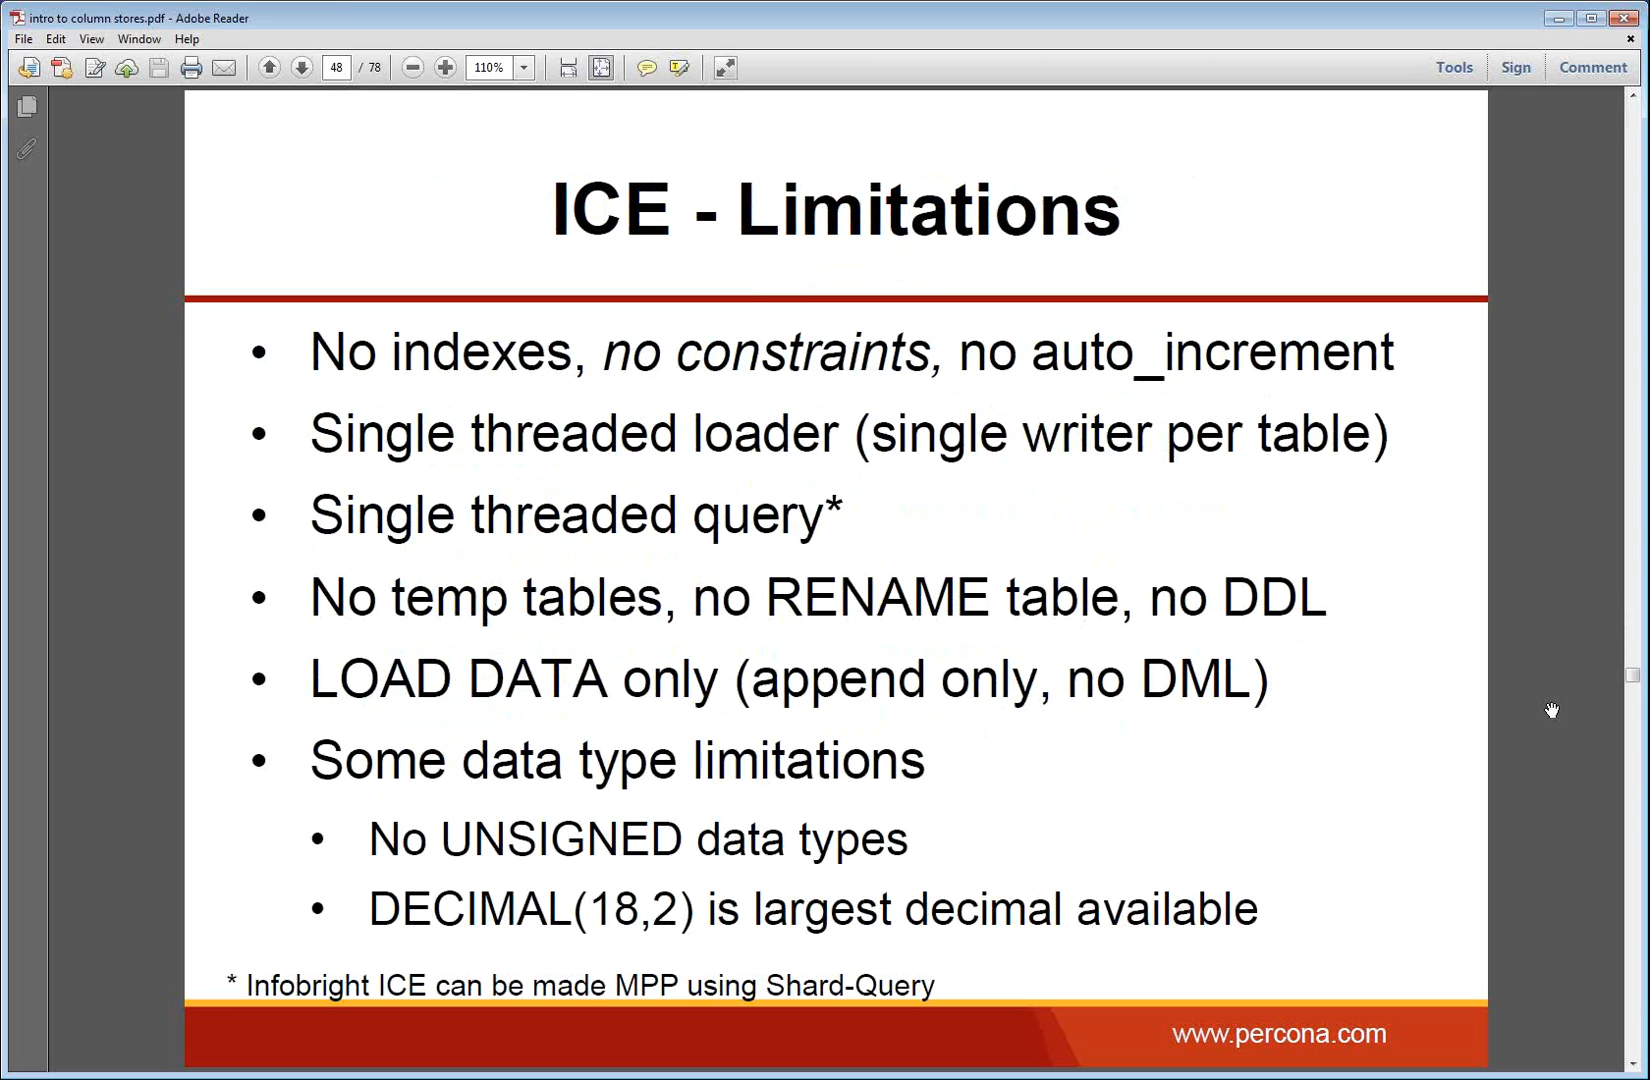 intro to column stores.pdf - Adobe Reader
File Edit View Window Help
48 / 78 110% Tools Sign Comment
ICE - Limitations
• No indexes, no constraints, no auto_increment
• Single threaded loader (single writer per table)
• Single threaded query*
• No temp tables, no RENAME table, no DDL
• LOAD DATA only (append only, no DML)
• Some data type limitations
• No UNSIGNED data types
• DECIMAL(18,2) is largest decimal available
* Infobright ICE can be made MPP using Shard-Query
www.percona.com